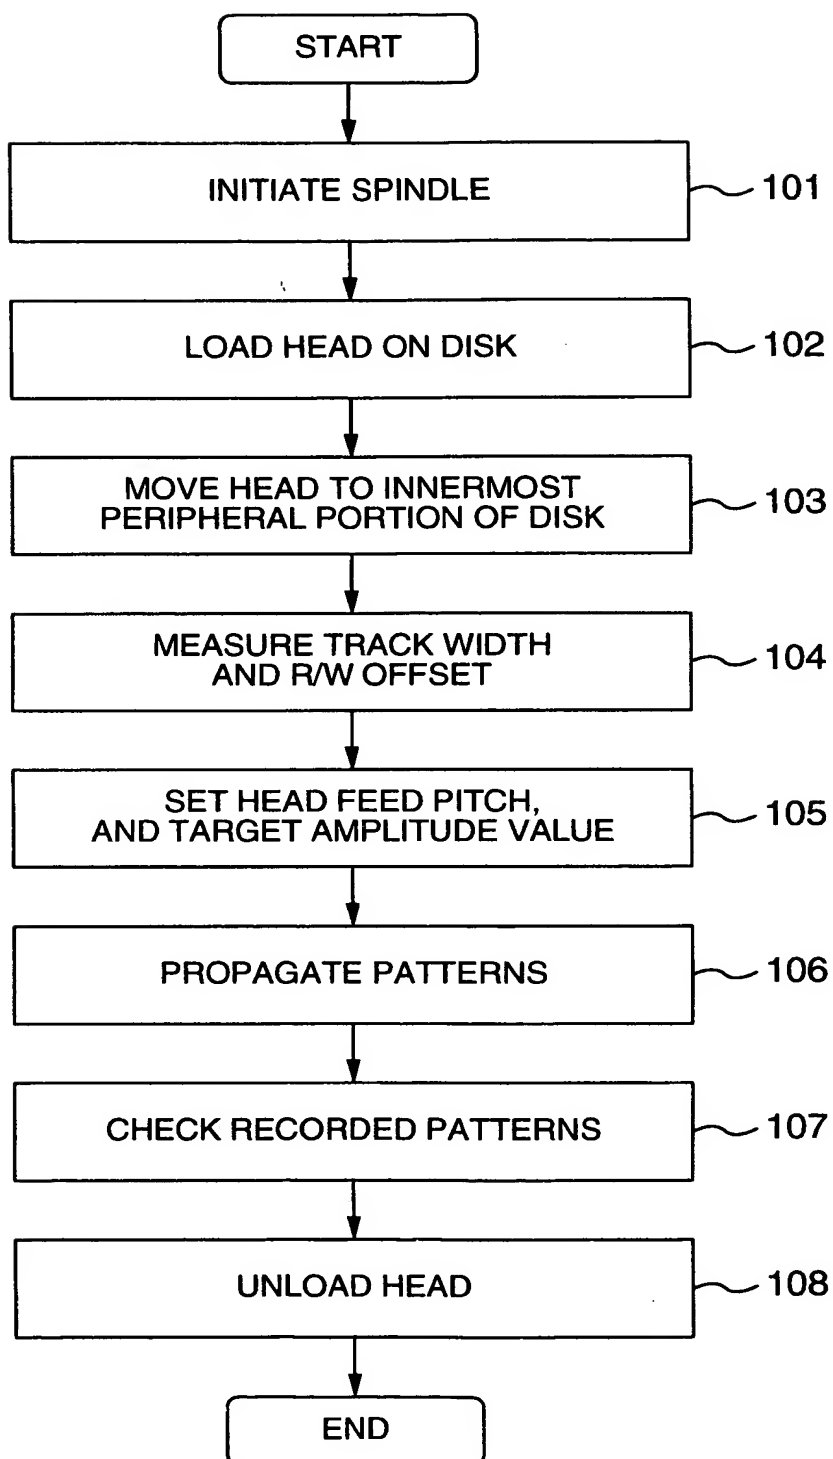 START
INITIATE SPINDLE
101
LOAD HEAD ON DISK
102
MOVE HEAD TO INNERMOST
PERIPHERAL PORTION OF DISK
103
MEASURE TRACK WIDTH
AND R/W OFFSET
104
SET HEAD FEED PITCH,
AND TARGET AMPLITUDE VALUE
105
PROPAGATE PATTERNS
106
CHECK RECORDED PATTERNS
107
UNLOAD HEAD
108
END